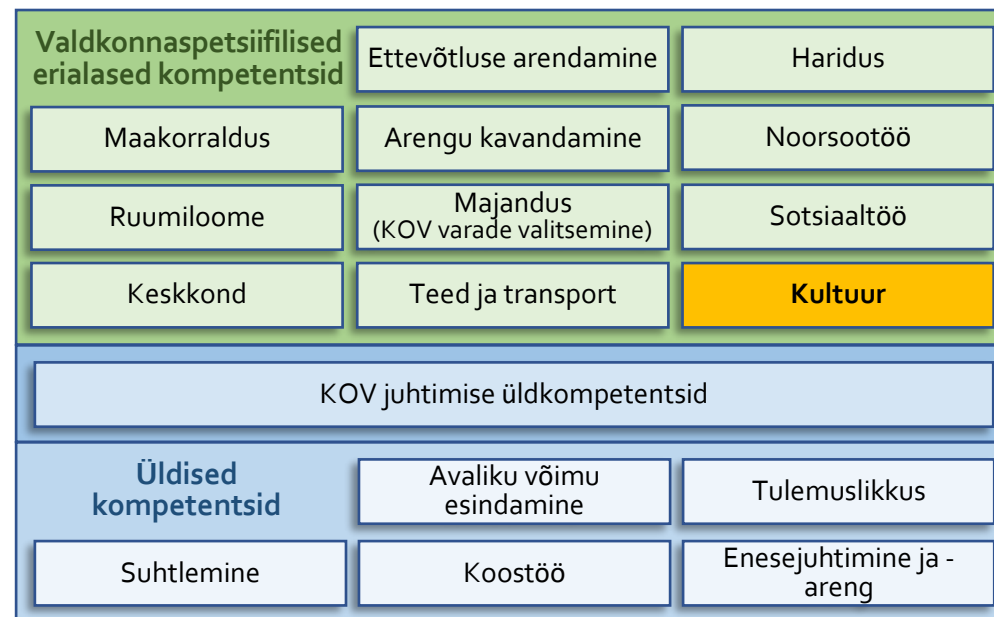 Valdkonnaspetsiifilised
erialased kompetentsid
Ettevõtluse arendamine
Haridus
Maakorraldus
Arengu kavandamine
Noorsootöö
Ruumiloome
Majandus
(KOV varade valitsemine)
Sotsiaaltöö
Keskkond
Teed ja transport
Kultuur
KOV juhtimise üldkompetentsid
Üldised
kompetentsid
Avaliku võimu
esindamine
Tulemuslikkus
Suhtlemine
Koostöö
Enesejuhtimine ja -
areng